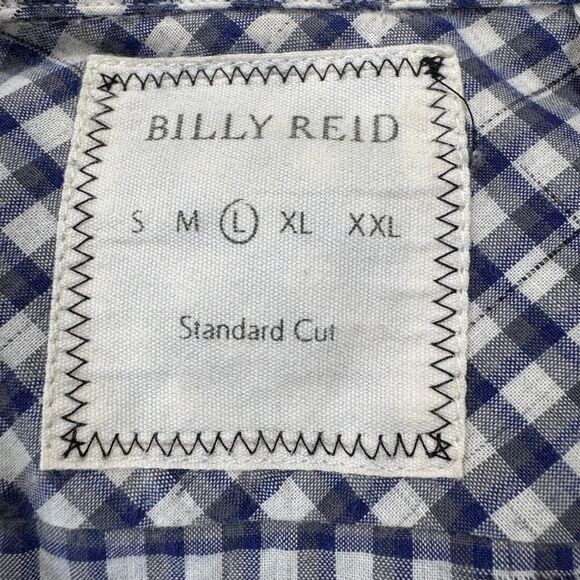 BILLY REID
S M L XL XXL
Standard Cut